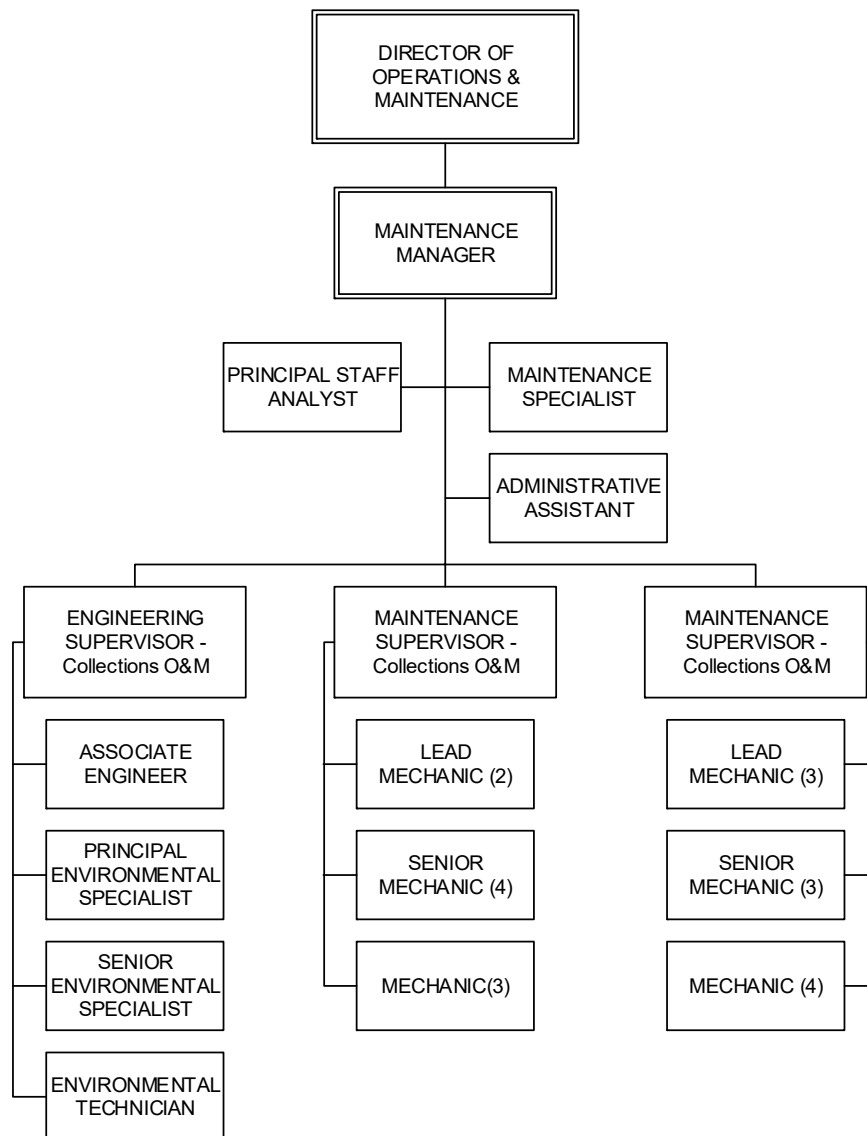 DIRECTOR OF
OPERATIONS &
MAINTENANCE
MAINTENANCE
MANAGER
PRINCIPAL STAFF
ANALYST
MAINTENANCE
SPECIALIST
ADMINISTRATIVE
ASSISTANT
ENGINEERING
SUPERVISOR -
Collections O&M
MAINTENANCE
SUPERVISOR -
Collections O&M
MAINTENANCE
SUPERVISOR -
Collections O&M
ASSOCIATE
ENGINEER
LEAD
MECHANIC (2)
LEAD
MECHANIC (3)
PRINCIPAL
ENVIRONMENTAL
SPECIALIST
SENIOR
MECHANIC (4)
SENIOR
MECHANIC (3)
SENIOR
ENVIRONMENTAL
SPECIALIST
MECHANIC(3)
MECHANIC (4)
ENVIRONMENTAL
TECHNICIAN